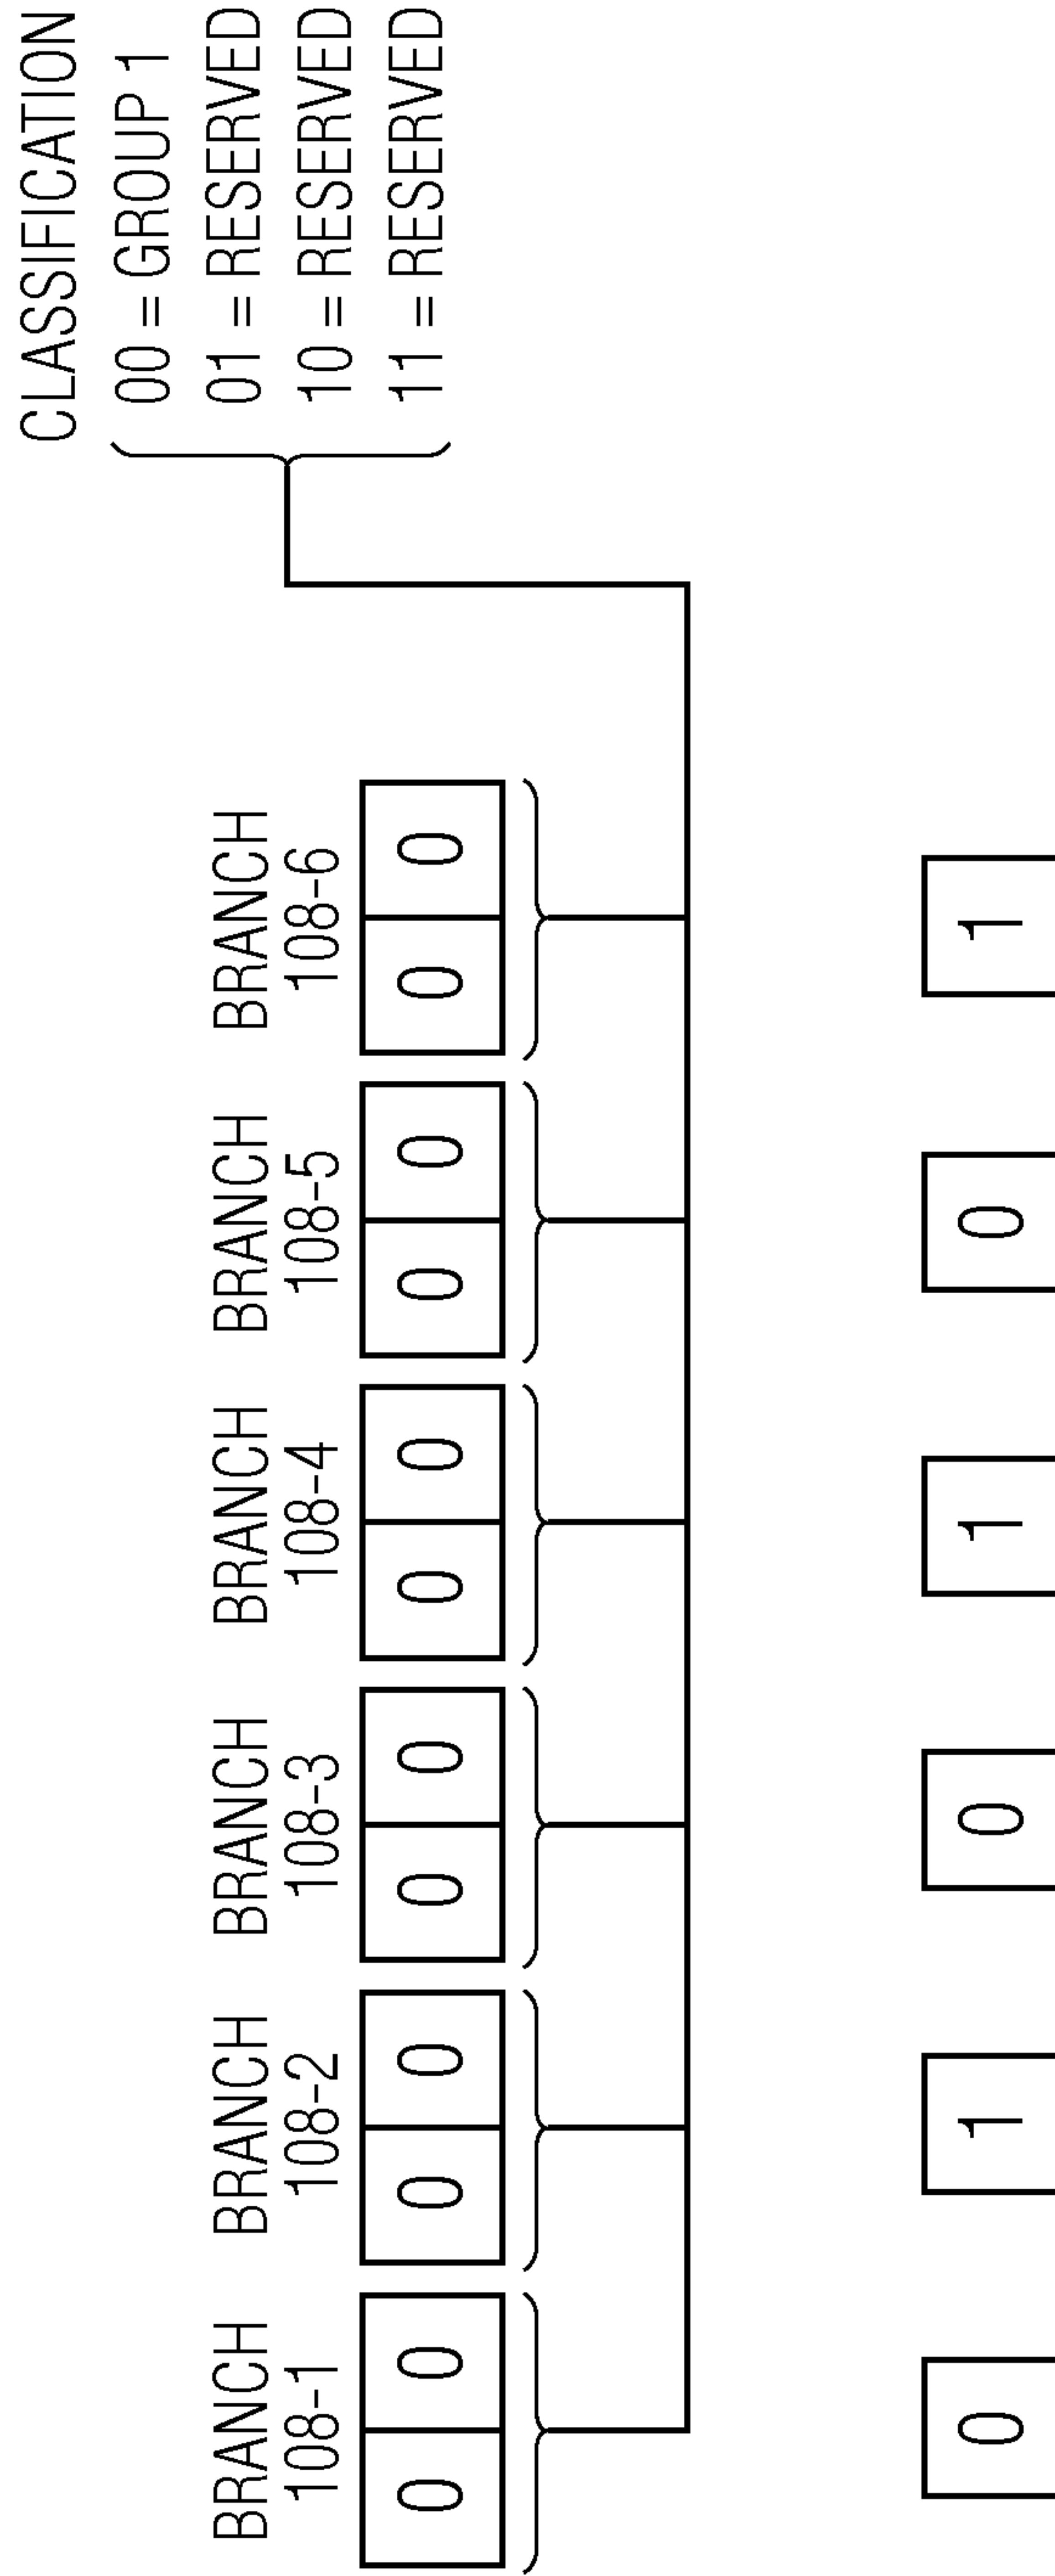 CLASSIFICATION
00 = GROUP 1
01 = RESERVED
10 = RESERVED
11 = RESERVED
BRANCH
108-1
BRANCH
108-2
BRANCH
108-3
BRANCH
108-4
BRANCH
108-5
BRANCH
108-6
0 0 0 0 0 0 0 0 0 0 0 0
0 1 0 1 0 1